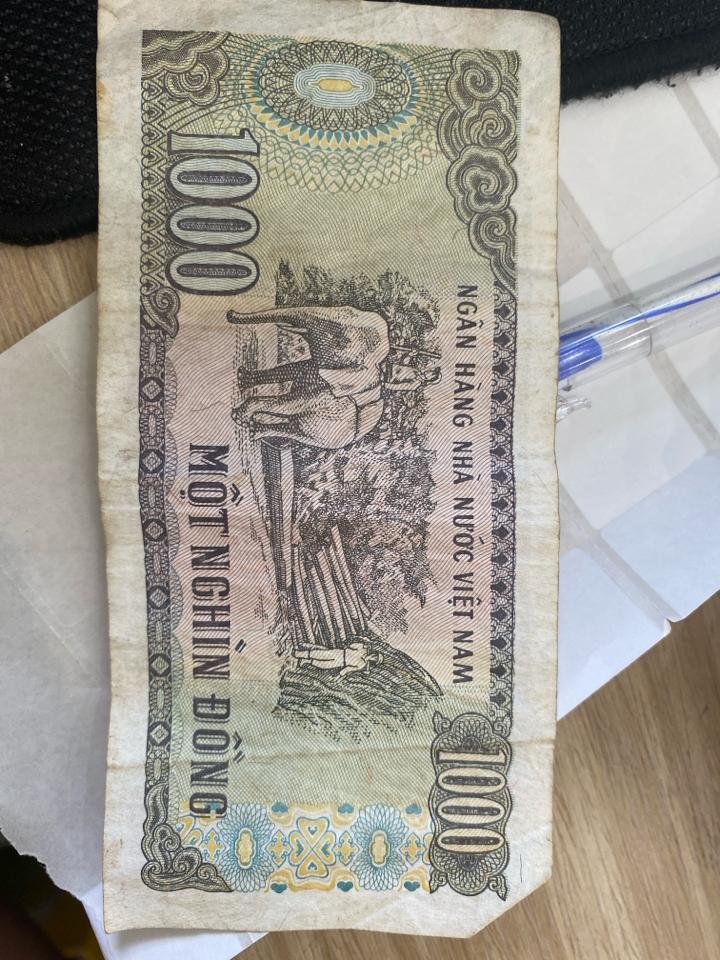 NGÂN HÀNG NHÀ NƯỚC VIỆT NAM
1000
1000
MỘT NGHÌN ĐỒNG